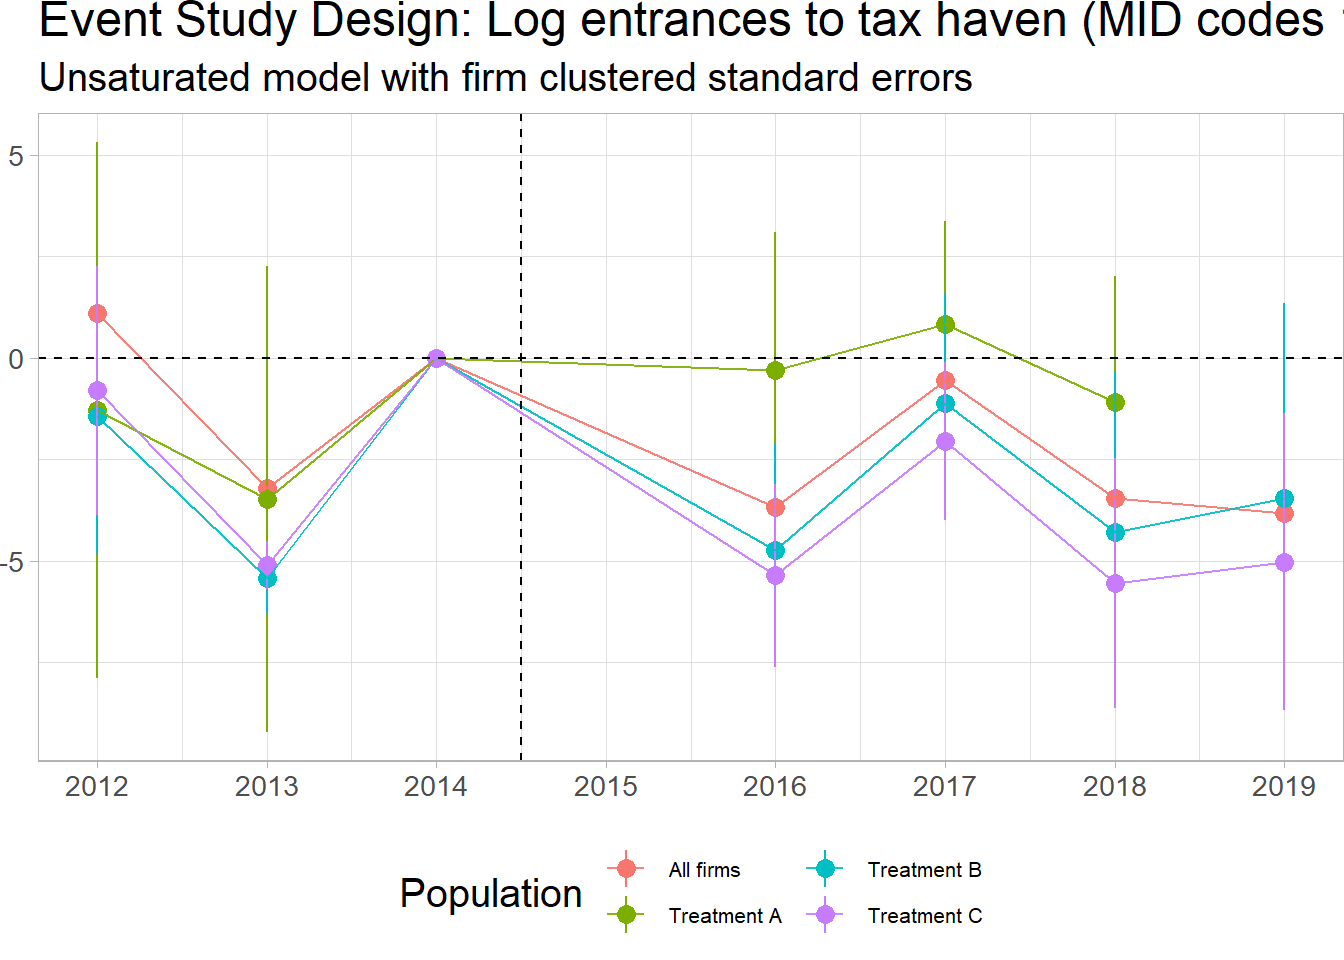 Event Study Design: Log entrances to tax haven (MID codes
Unsaturated model with firm clustered standard errors
5
0
-5
2012 2013 2014 2015 2016 2017 2018 2019
Population
All firms Treatment B
Treatment A Treatment C